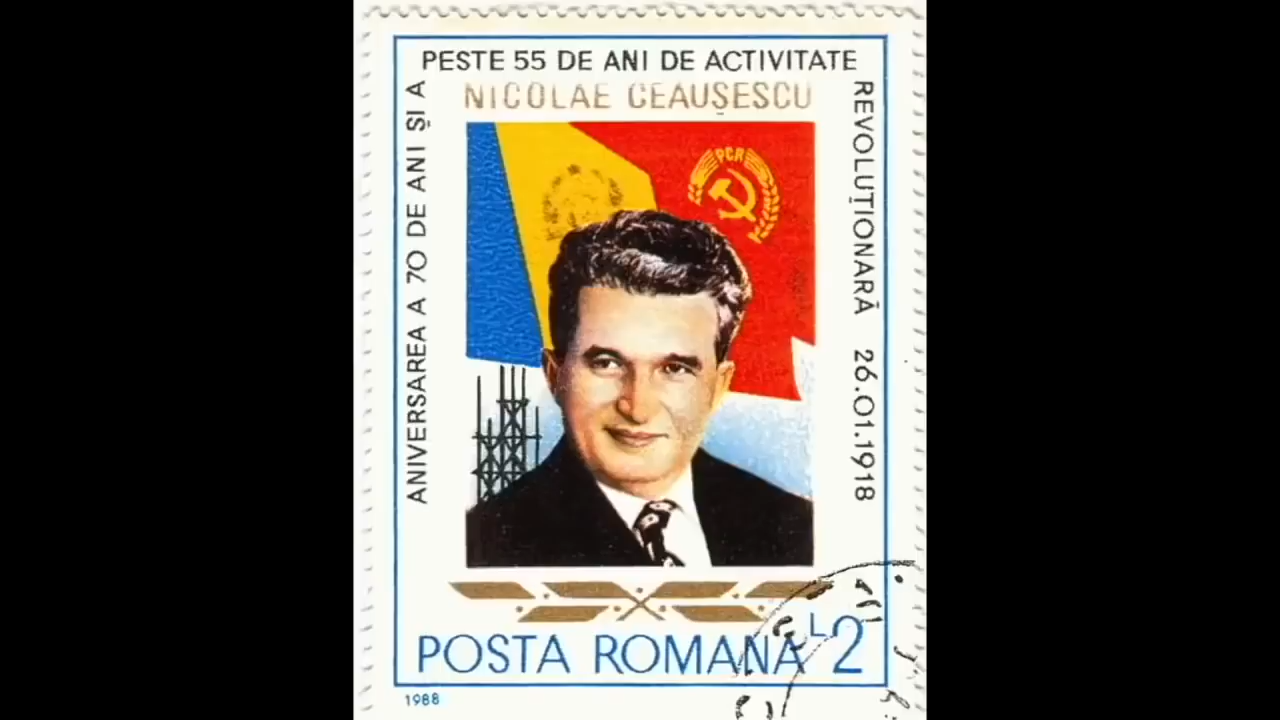 PESTE 55 DE ANI DE ACTIVITATE
NICOLAE CEAUȘESCU
ANIVERSAREA A 70 DE ANI ȘI A
REVOLUȚIONARĂ 26.01.1918
PCR
POSTA ROMANA L2
1988